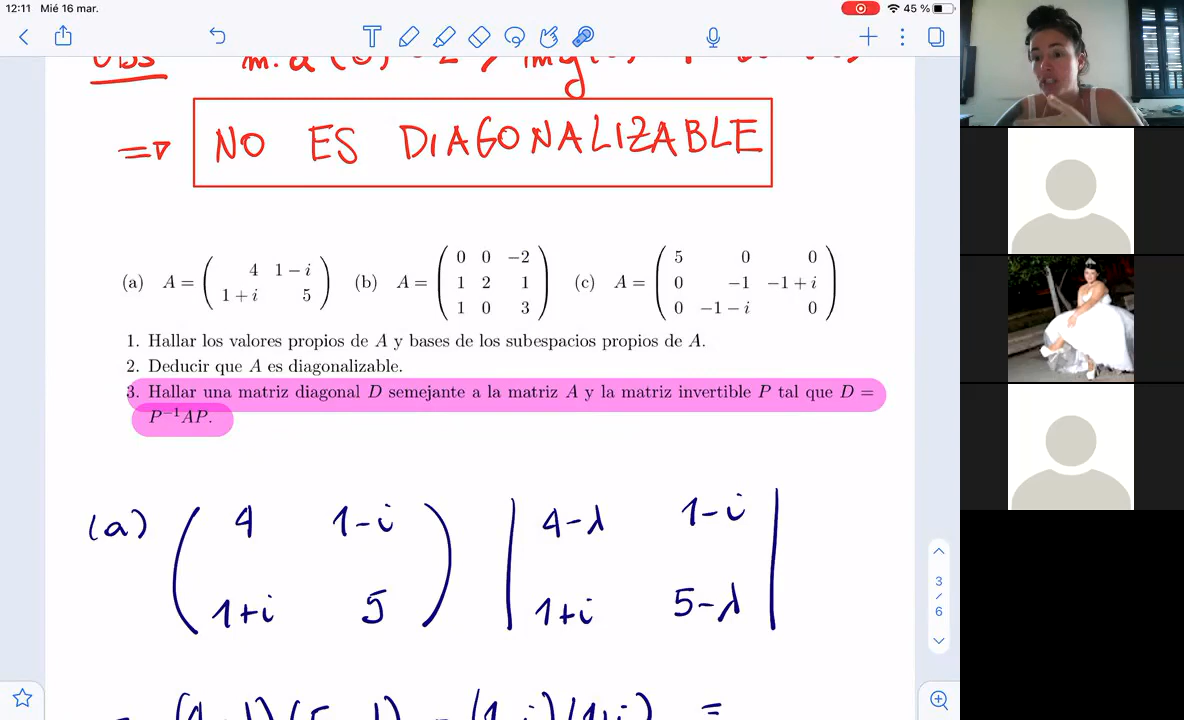 12:11 Mié 16 mar.
45 %
Obs
⇒ NO ES DIAGONALIZABLE
(a) A = ( 4 1 − i ; 1 + i 5 ) (b) A = ( 0 0 −2 ; 1 2 1 ; 1 0 3 ) (c) A = ( 5 0 0 ; 0 −1 −1 + i ; 0 −1 − i 0 )
1. Hallar los valores propios de A y bases de los subespacios propios de A.
2. Deducir que A es diagonalizable.
3. Hallar una matriz diagonal D semejante a la matriz A y la matriz invertible P tal que D =
P⁻¹AP.
(a) ( 4 1-i ) | 4-λ 1-i |
( 1+i 5 ) | 1+i 5-λ |
3
/
6